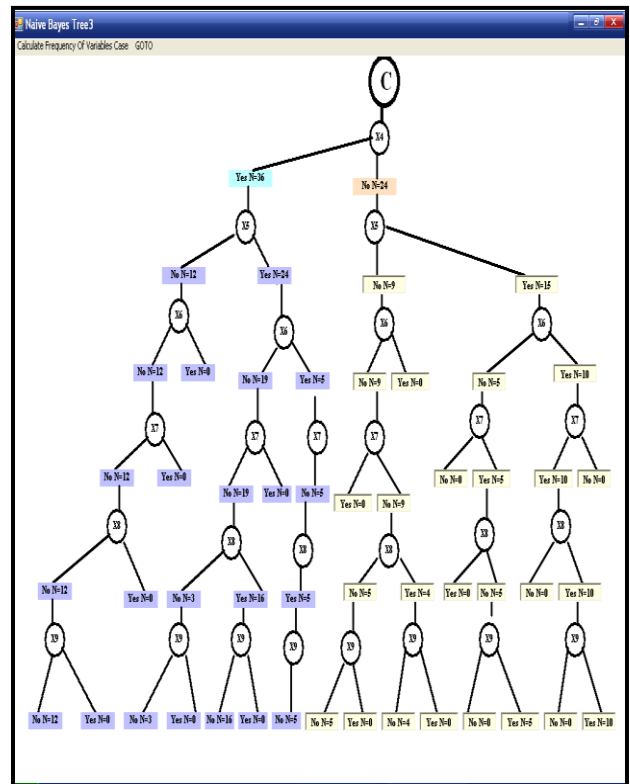 Naive Bayes Tree3
Calculate Frequency Of Variables Case GOTO
C
X4
Yes N=36 No N=24
X5 X5
No N=12 Yes N=24 No N=9 Yes N=15
X6 X6 X6 X6
No N=12 Yes N=0 No N=19 Yes N=5 No N=9 Yes N=0 No N=5 Yes N=10
X7 X7 X7 X7 X7 X7
No N=12 Yes N=0 No N=19 Yes N=0 No N=5 Yes N=0 No N=9 No N=0 Yes N=5 Yes N=10 No N=0
X8 X8 X8 X8 X8 X8
No N=12 Yes N=0 No N=3 Yes N=16 Yes N=5 No N=5 Yes N=4 Yes N=0 No N=5 No N=0 Yes N=10
X9 X9 X9 X9 X9 X9 X9 X9
No N=12 Yes N=0 No N=3 Yes N=0 No N=16 Yes N=0 No N=5 No N=5 Yes N=0 No N=4 Yes N=0 No N=0 Yes N=5 No N=0 Yes N=10